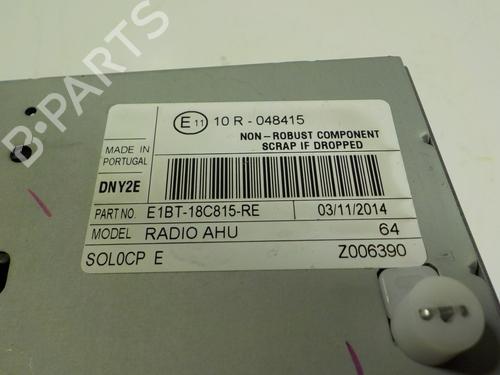 E 11 10 R - 048415
NON-ROBUST COMPONENT
SCRAP IF DROPPED
MADE IN
PORTUGAL
DNY2E
PART NO. E1BT-18C815-RE 03/11/2014
MODEL RADIO AHU 64
SOL0CP E Z006390
B-PARTS